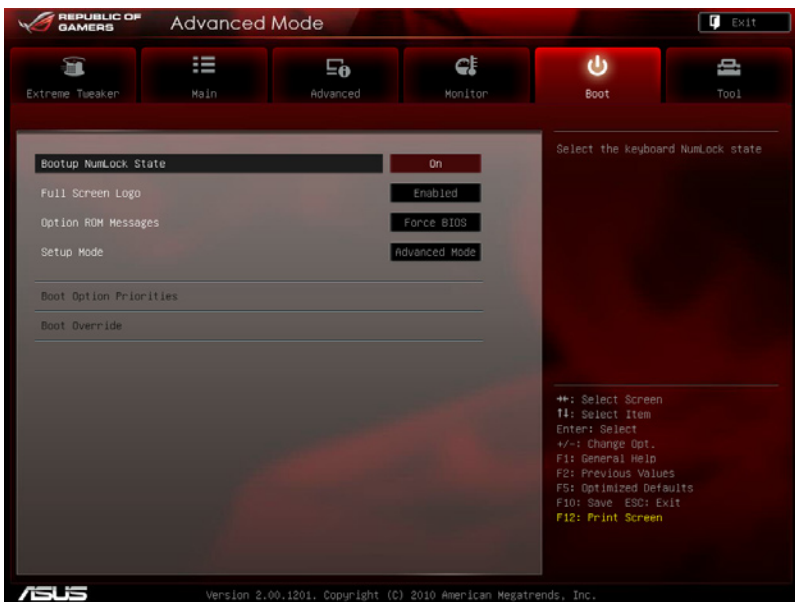 REPUBLIC OF
GAMERS
Advanced Mode
Exit
Extreme Tweaker
Main
Advanced
Monitor
Boot
Tool
Bootup NumLock State
On
Select the keyboard NumLock state
Full Screen Logo
Enabled
Option ROM Messages
Force BIOS
Setup Mode
Advanced Mode
Boot Option Priorities
Boot Override
→←: Select Screen
↑↓: Select Item
Enter: Select
+/-: Change Opt.
F1: General Help
F2: Previous Values
F5: Optimized Defaults
F10: Save  ESC: Exit
F12: Print Screen
ASUS
Version 2.00.1201. Copyright (C) 2010 American Megatrends, Inc.